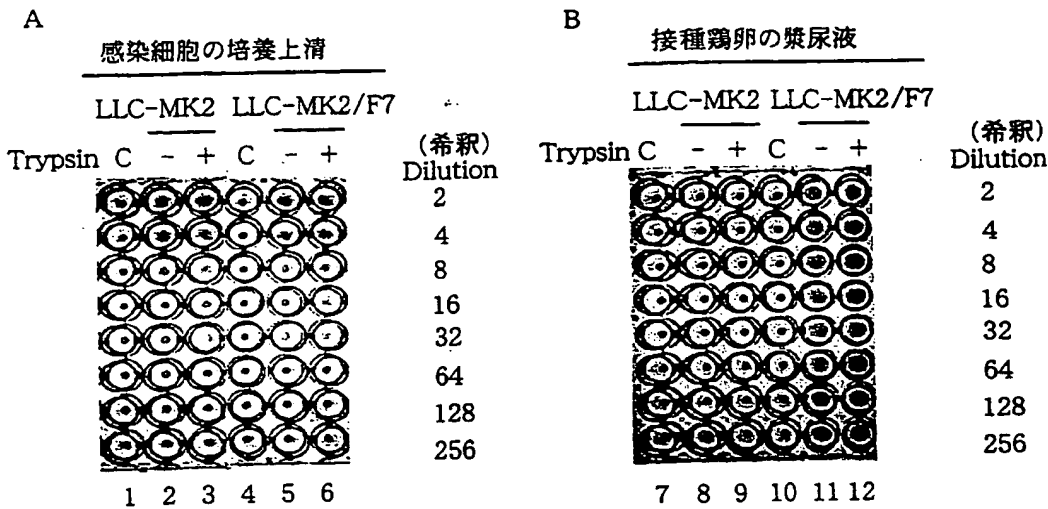 A
感染細胞の培養上清
LLC-MK2 LLC-MK2/F7
Trypsin C - + C - +
(希釈)
Dilution
2
4
8
16
32
64
128
256
1 2 3 4 5 6
B
接種鶏卵の漿尿液
LLC-MK2 LLC-MK2/F7
Trypsin C - + C - +
(希釈)
Dilution
2
4
8
16
32
64
128
256
7 8 9 10 11 12